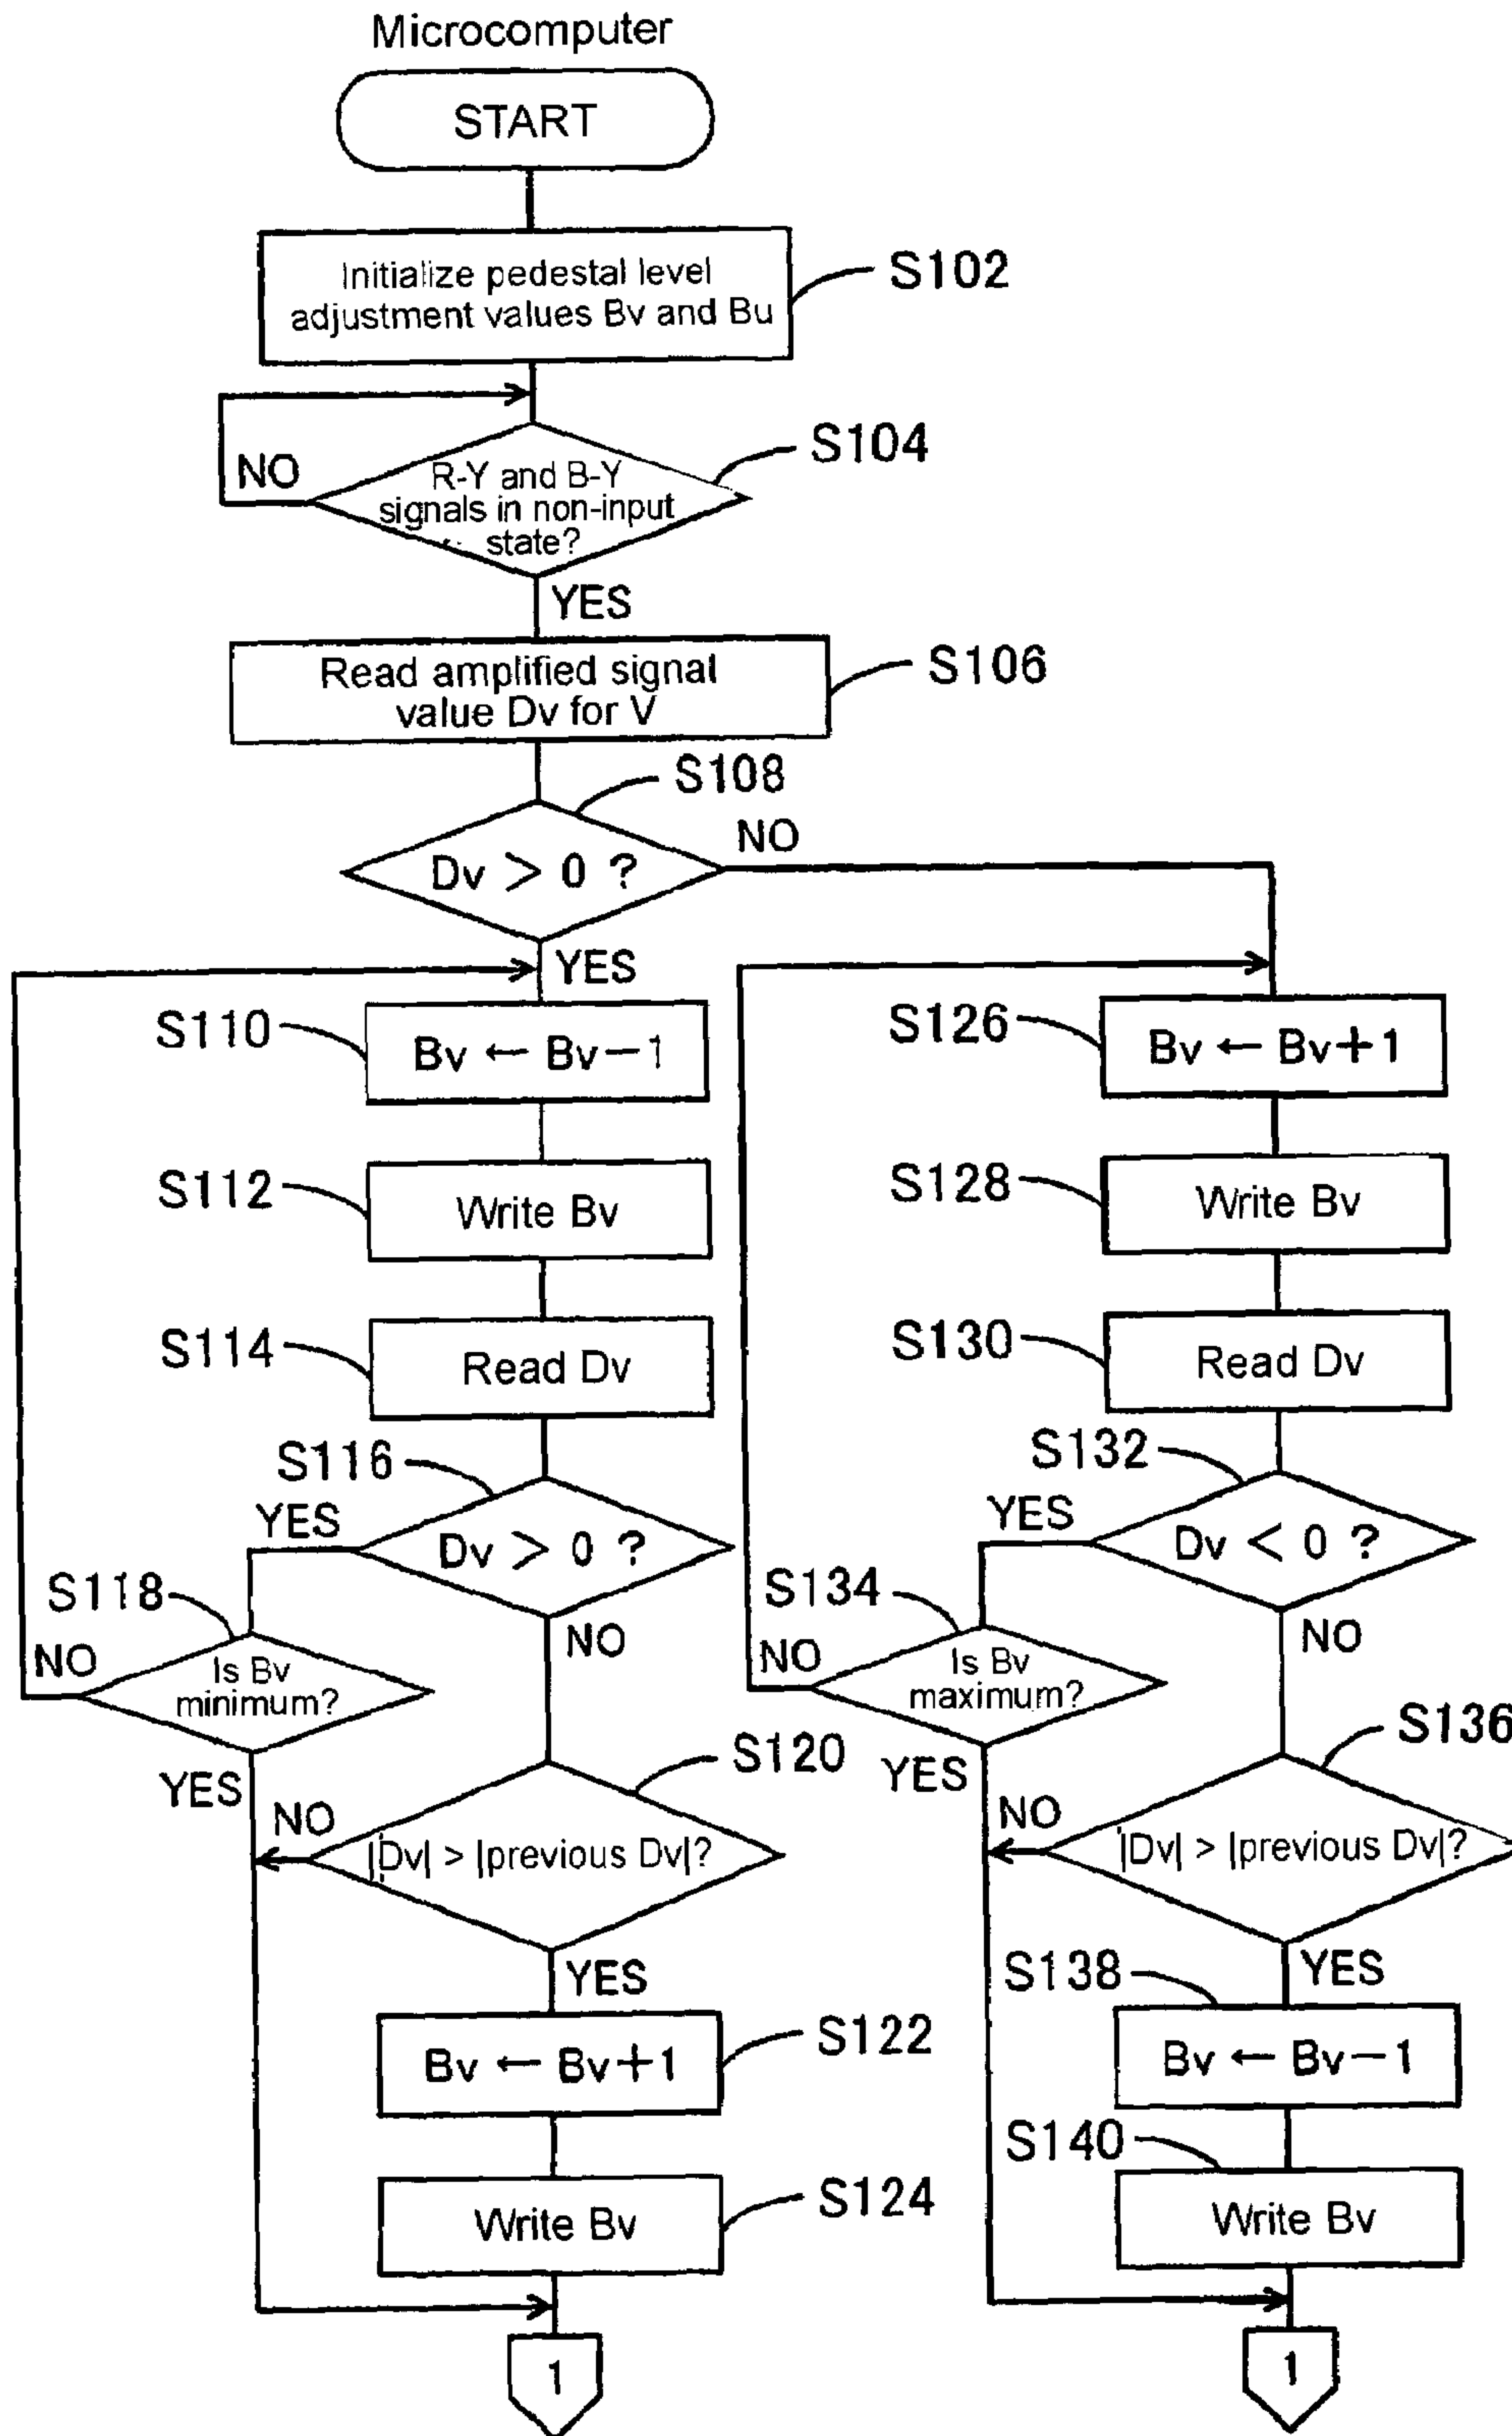 Microcomputer
START
Initialize pedestal level
adjustment values Bv and Bu
S102
S104
NO
R-Y and B-Y
signals in non-input
state?
YES
Read amplified signal
value Dv for V
S106
S108
Dv > 0 ?
NO
YES
S110
Bv ← Bv−1
S112
Write Bv
S114
Read Dv
S116
YES
Dv > 0 ?
NO
S118
Is Bv
minimum?
NO
YES
S120
NO
|Dv| > |previous Dv|?
YES
Bv ← Bv+1
S122
Write Bv
S124
1
S126
Bv ← Bv+1
S128
Write Bv
S130
Read Dv
S132
YES
Dv < 0 ?
NO
S134
Is Bv
maximum?
NO
YES
S136
NO
|Dv| > |previous Dv|?
YES
S138
Bv ← Bv−1
S140
Write Bv
1